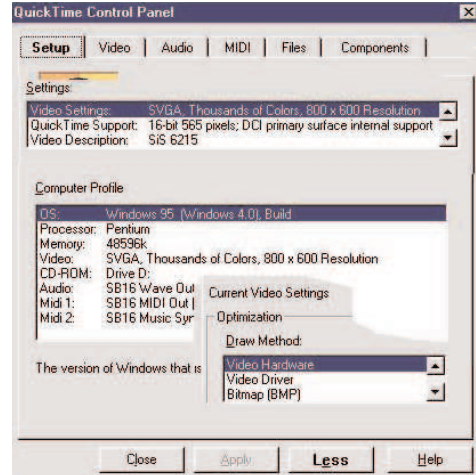 QuickTime Control Panel
Setup Video Audio MIDI Files Components
Settings:
Video Settings: SVGA, Thousands of Colors, 800 x 600 Resolution
QuickTime Support: 16-bit 565 pixels; DCI primary surface internal support
Video Description: SiS 6215
Computer Profile
OS: Windows 95 (Windows 4.0), Build
Processor: Pentium
Memory: 48596k
Video: SVGA, Thousands of Colors, 800 x 600 Resolution
CD-ROM: Drive D:
Audio: SB16 Wave Out
Midi 1: SB16 MIDI Out
Midi 2: SB16 Music Syn
Current Video Settings
Optimization
Draw Method:
Video Hardware
Video Driver
Bitmap (BMP)
The version of Windows that is
Close Apply Less Help